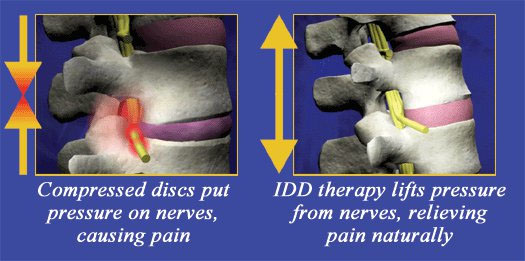 Compressed discs put
pressure on nerves,
causing pain
IDD therapy lifts pressure
from nerves, relieving
pain naturally